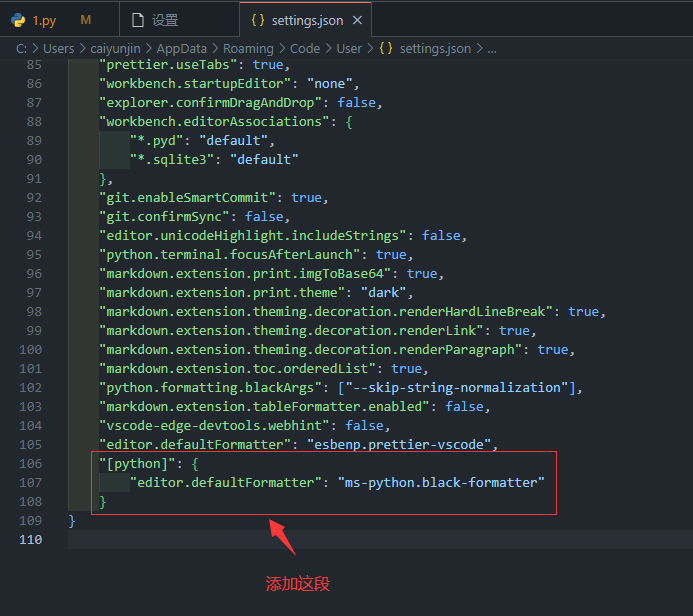 1.py M 设置 { } settings.json ×
C: > Users > caiyunjin > AppData > Roaming > Code > User > { } settings.json > ...
85 "prettier.useTabs": true,
86 "workbench.startupEditor": "none",
87 "explorer.confirmDragAndDrop": false,
88 "workbench.editorAssociations": {
89 "*.pyd": "default",
90 "*.sqlite3": "default"
91 },
92 "git.enableSmartCommit": true,
93 "git.confirmSync": false,
94 "editor.unicodeHighlight.includeStrings": false,
95 "python.terminal.focusAfterLaunch": true,
96 "markdown.extension.print.imgToBase64": true,
97 "markdown.extension.print.theme": "dark",
98 "markdown.extension.theming.decoration.renderHardLineBreak": true,
99 "markdown.extension.theming.decoration.renderLink": true,
100 "markdown.extension.theming.decoration.renderParagraph": true,
101 "markdown.extension.toc.orderedList": true,
102 "python.formatting.blackArgs": ["--skip-string-normalization"],
103 "markdown.extension.tableFormatter.enabled": false,
104 "vscode-edge-devtools.webhint": false,
105 "editor.defaultFormatter": "esbenp.prettier-vscode",
106 "[python]": {
107 "editor.defaultFormatter": "ms-python.black-formatter"
108 }
109 }
110
添加这段